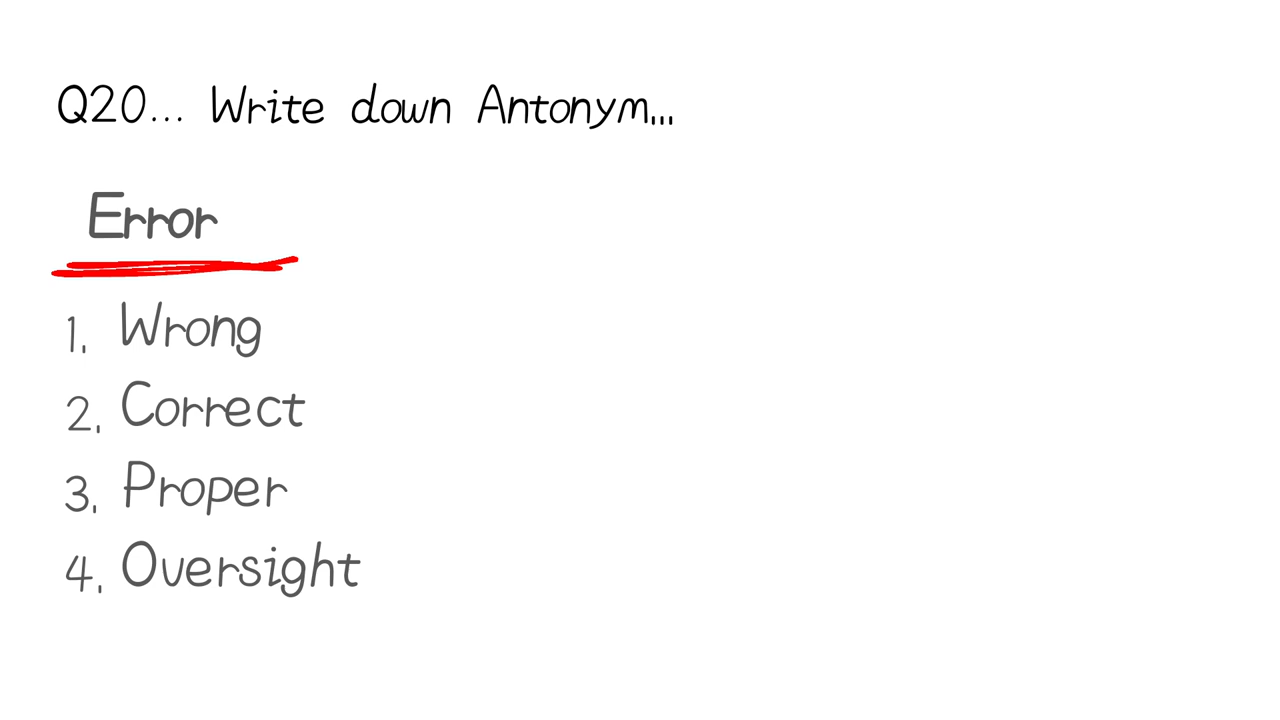 Q20... Write down Antonym...
Error
1. Wrong
2. Correct
3. Proper
4. Oversight